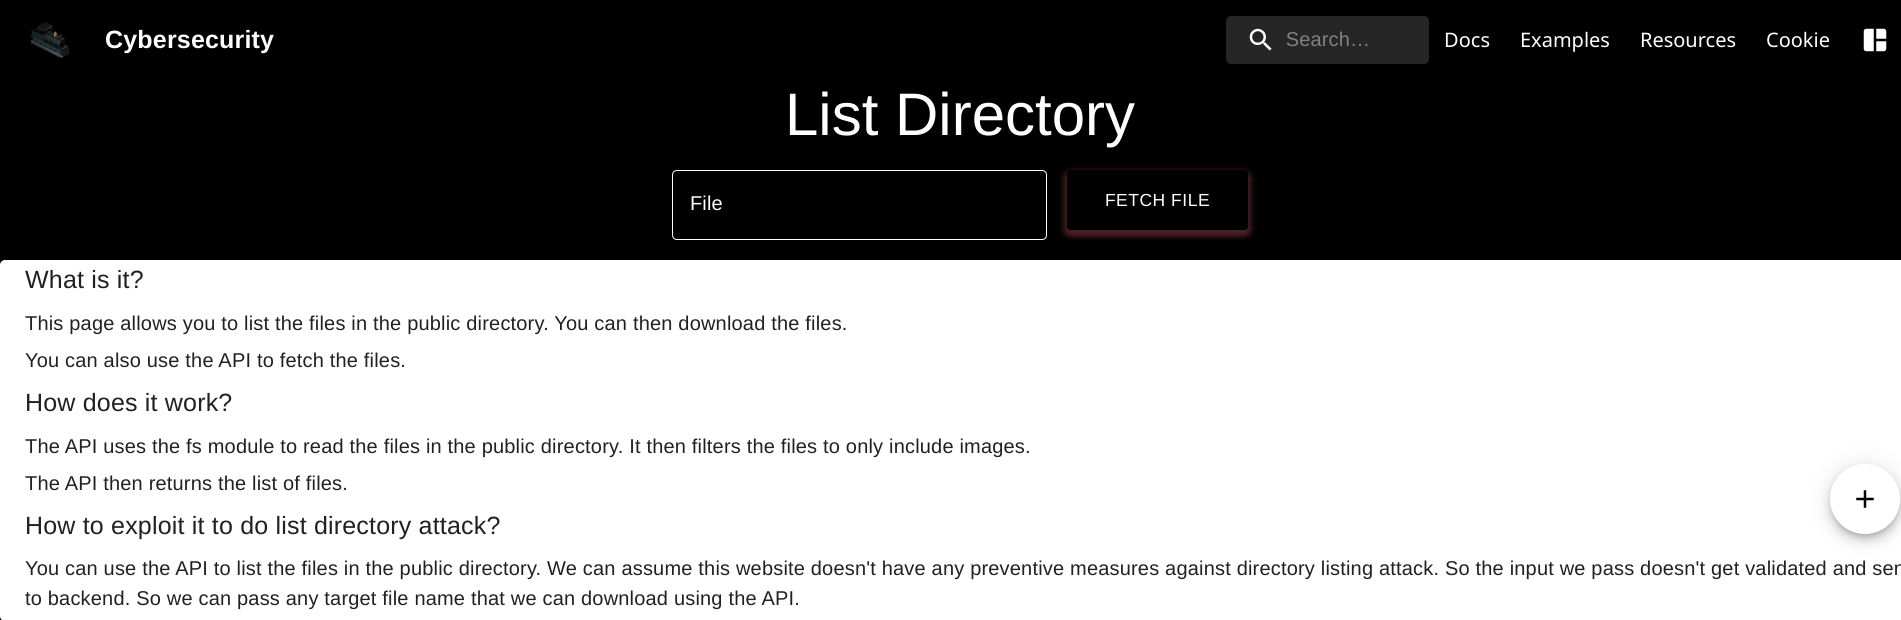 Cybersecurity
Search…
Docs
Examples
Resources
Cookie
List Directory
File
FETCH FILE
What is it?
This page allows you to list the files in the public directory. You can then download the files.
You can also use the API to fetch the files.
How does it work?
The API uses the fs module to read the files in the public directory. It then filters the files to only include images.
The API then returns the list of files.
How to exploit it to do list directory attack?
You can use the API to list the files in the public directory. We can assume this website doesn't have any preventive measures against directory listing attack. So the input we pass doesn't get validated and
to backend. So we can pass any target file name that we can download using the API.